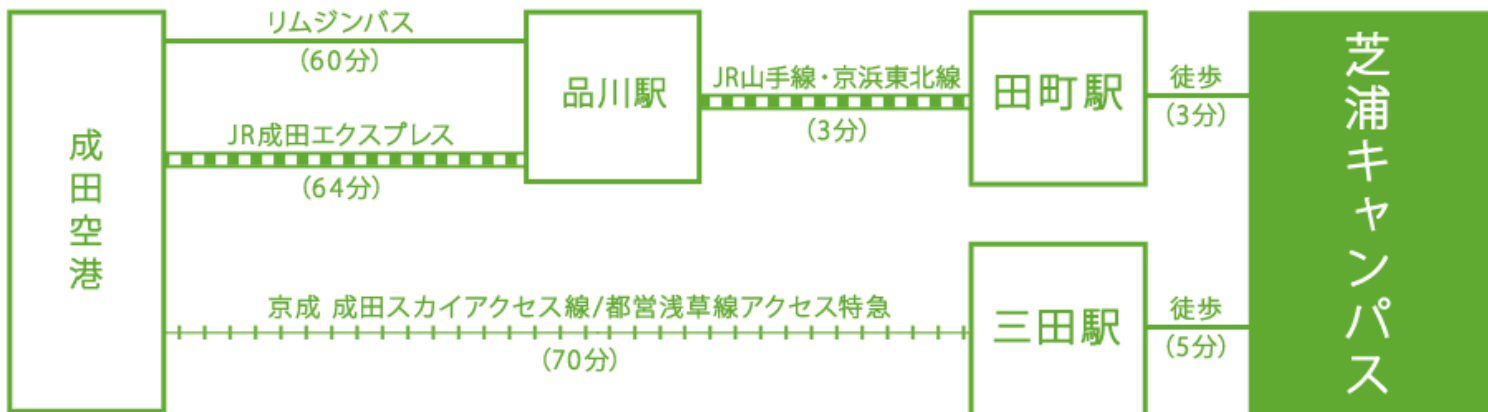 成田空港
リムジンバス
(60分)
JR成田エクスプレス
(64分)
品川駅
JR山手線・京浜東北線
(3分)
田町駅
徒歩
(3分)
京成 成田スカイアクセス線/都営浅草線アクセス特急
(70分)
三田駅
徒歩
(5分)
芝浦キャンパス